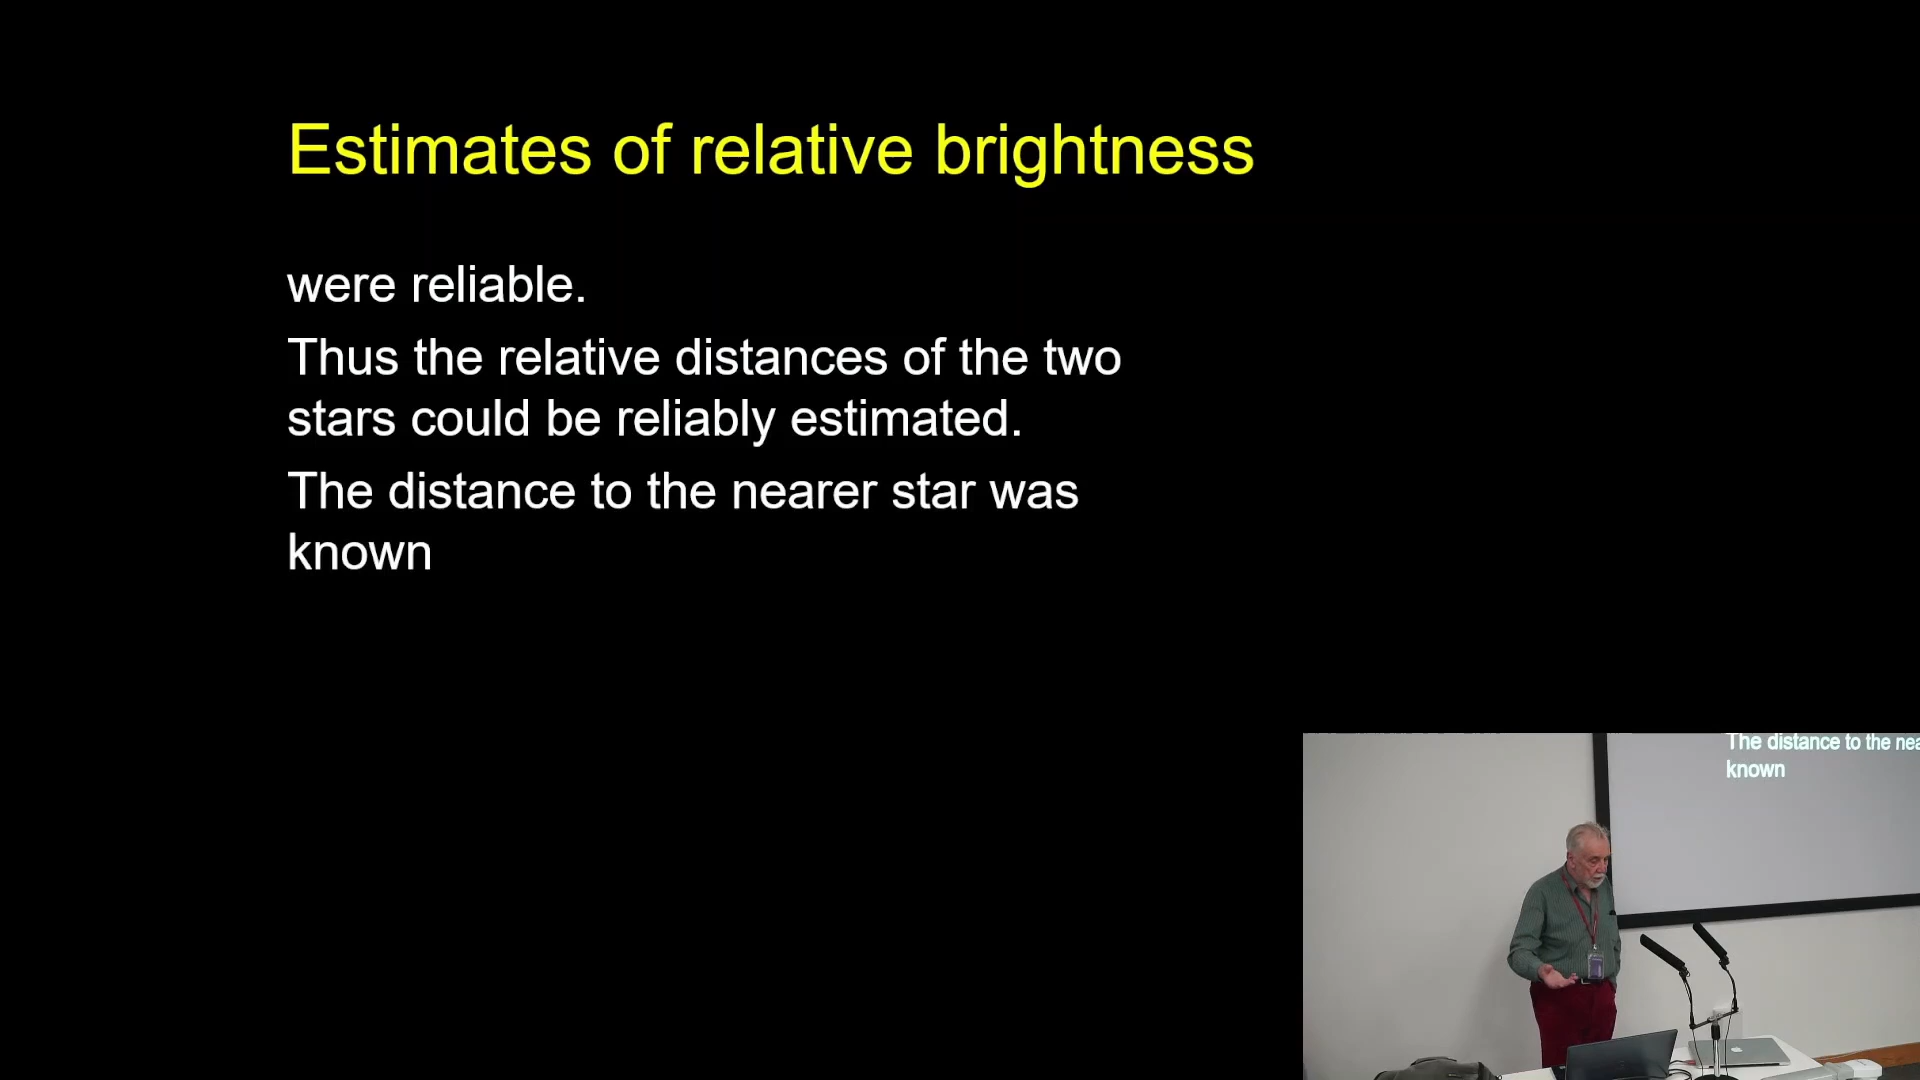 Estimates of relative brightness
were reliable.
Thus the relative distances of the two
stars could be reliably estimated.
The distance to the nearer star was
known
The distance to the nea
known